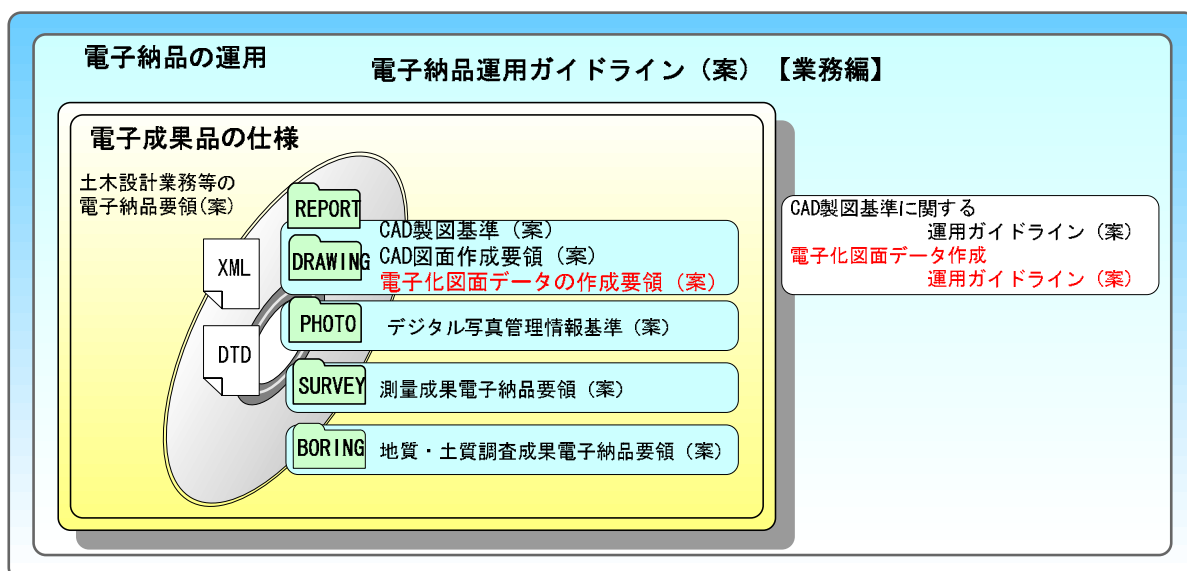 電子納品の運用
電子納品運用ガイドライン（案）【業務編】
電子成果品の仕様
土木設計業務等の
電子納品要領(案)
REPORT
XML
DRAWING
CAD製図基準（案）
CAD図面作成要領（案）
電子化図面データの作成要領（案）
DTD
PHOTO
デジタル写真管理情報基準（案）
SURVEY
測量成果電子納品要領（案）
BORING
地質・土質調査成果電子納品要領（案）
CAD製図基準に関する
運用ガイドライン（案）
電子化図面データ作成
運用ガイドライン（案）